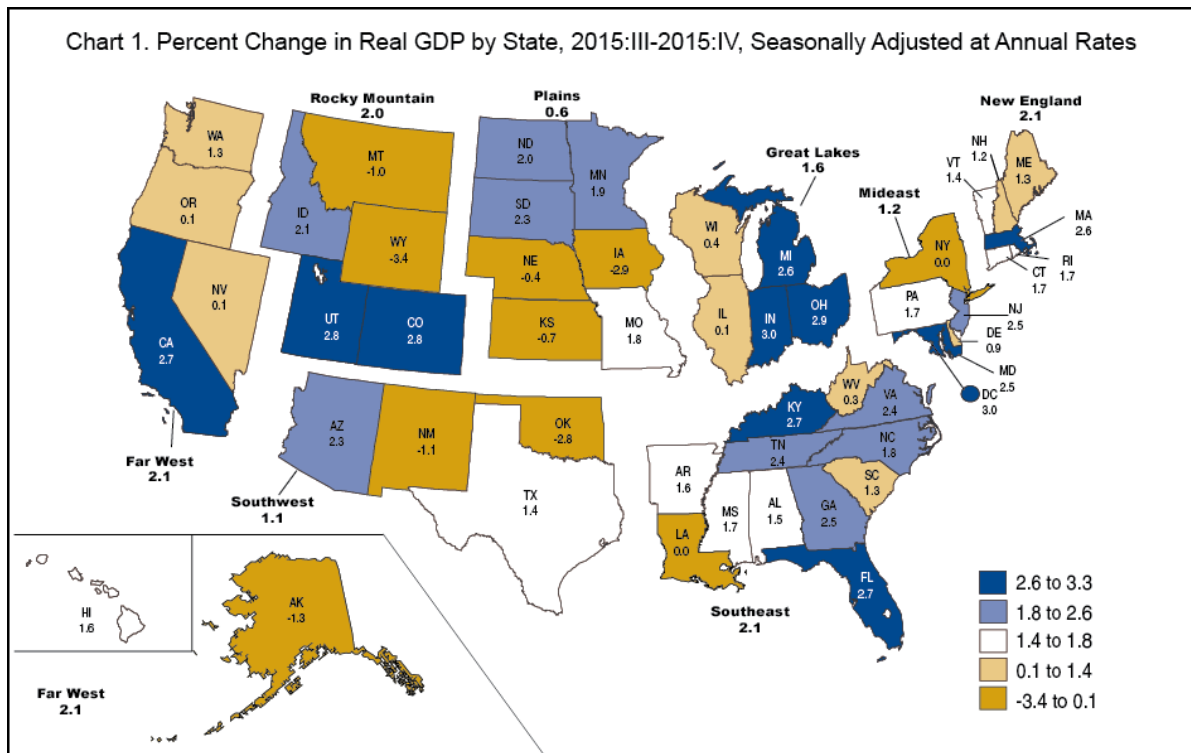 Chart 1. Percent Change in Real GDP by State, 2015:III-2015:IV, Seasonally Adjusted at Annual Rates
Rocky Mountain
2.0
Plains
0.6
New England
2.1
Great Lakes
1.6
Mideast
1.2
WA
1.3
OR
0.1
CA
2.7
NV
0.1
ID
2.1
MT
-1.0
WY
-3.4
UT
2.8
CO
2.8
ND
2.0
SD
2.3
NE
-0.4
KS
-0.7
MN
1.9
IA
-2.9
MO
1.8
WI
0.4
IL
0.1
MI
2.6
IN
3.0
OH
2.9
NH
1.2
VT
1.4
ME
1.3
MA
2.6
RI
1.7
CT
1.7
NY
0.0
PA
1.7
NJ
2.5
DE
0.9
MD
2.5
DC
3.0
Far West
2.1
Southwest
1.1
AZ
2.3
NM
-1.1
OK
-2.8
TX
1.4
AR
1.6
LA
0.0
MS
1.7
AL
1.5
KY
2.7
TN
2.4
WV
0.3
VA
2.4
NC
1.8
SC
1.3
GA
2.5
FL
2.7
Southeast
2.1
HI
1.6
AK
-1.3
Far West
2.1
2.6 to 3.3
1.8 to 2.6
1.4 to 1.8
0.1 to 1.4
-3.4 to 0.1